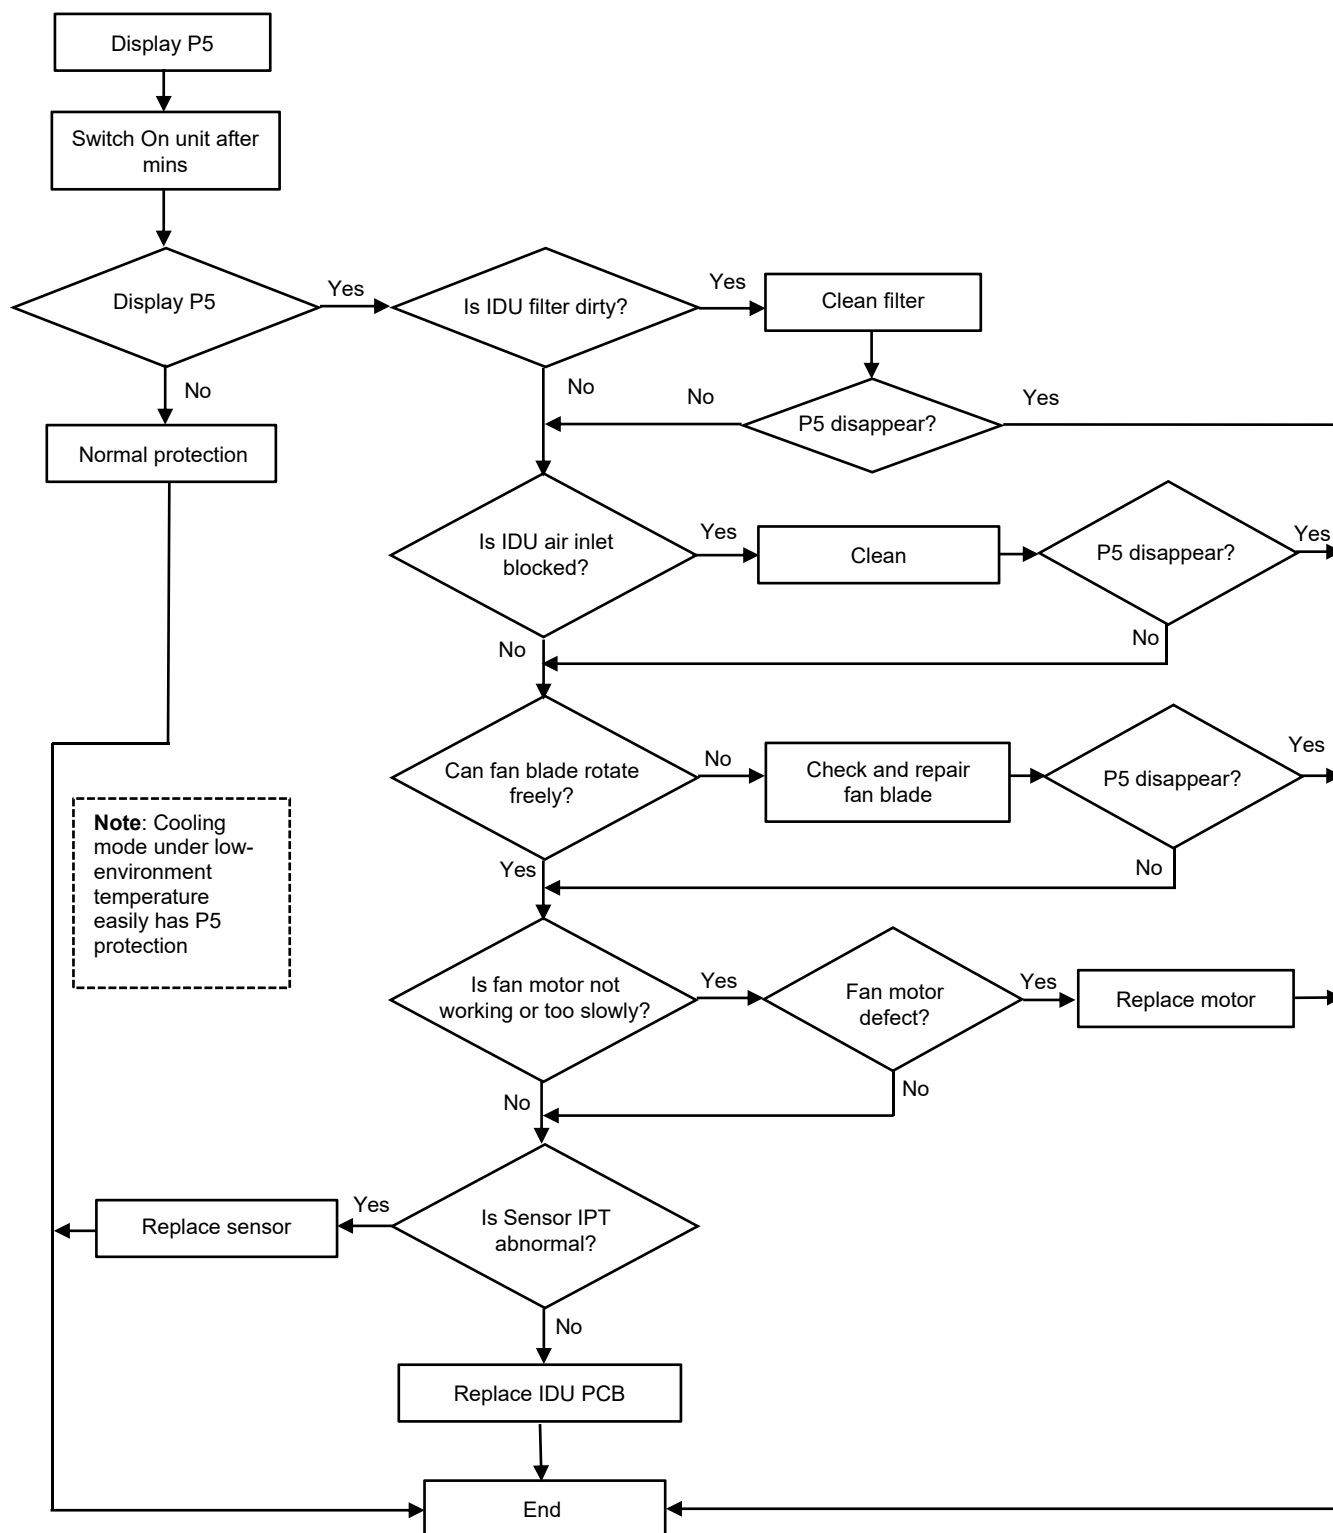 Display P5
Switch On unit after
mins
Display P5
Yes
Is IDU filter dirty?
Yes
Clean filter
No
No
No
P5 disappear?
Yes
Normal protection
Is IDU air inlet
blocked?
Yes
Clean
P5 disappear?
Yes
No
No
Can fan blade rotate
freely?
No
Check and repair
fan blade
P5 disappear?
Yes
Note: Cooling
mode under low-
environment
temperature
easily has P5
protection
Yes
No
Is fan motor not
working or too slowly?
Yes
Fan motor
defect?
Yes
Replace motor
No
No
Replace sensor
Yes
Is Sensor IPT
abnormal?
No
Replace IDU PCB
End